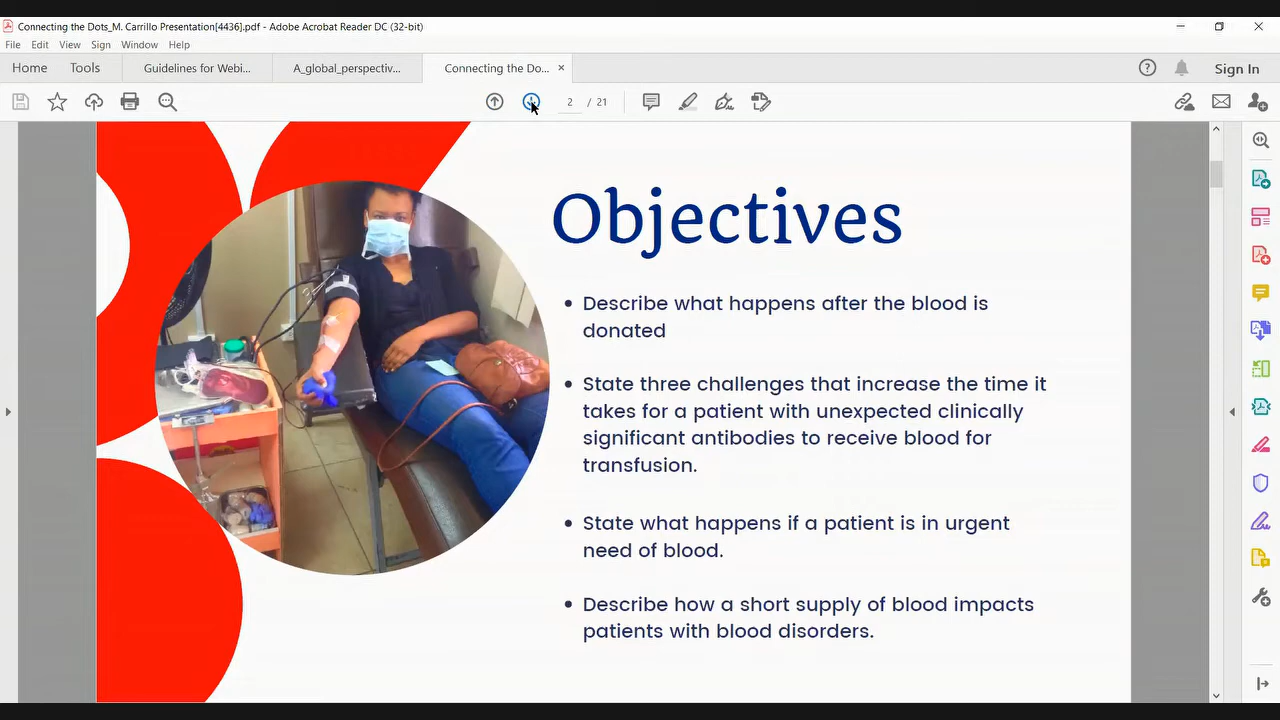 Connecting the Dots_M. Carrillo Presentation[4436].pdf - Adobe Acrobat Reader DC (32-bit)
File Edit View Sign Window Help
Home Tools Guidelines for Webi... A_global_perspectiv... Connecting the Do... × Sign In
2 / 21
Objectives
• Describe what happens after the blood is
donated
• State three challenges that increase the time it
takes for a patient with unexpected clinically
significant antibodies to receive blood for
transfusion.
• State what happens if a patient is in urgent
need of blood.
• Describe how a short supply of blood impacts
patients with blood disorders.